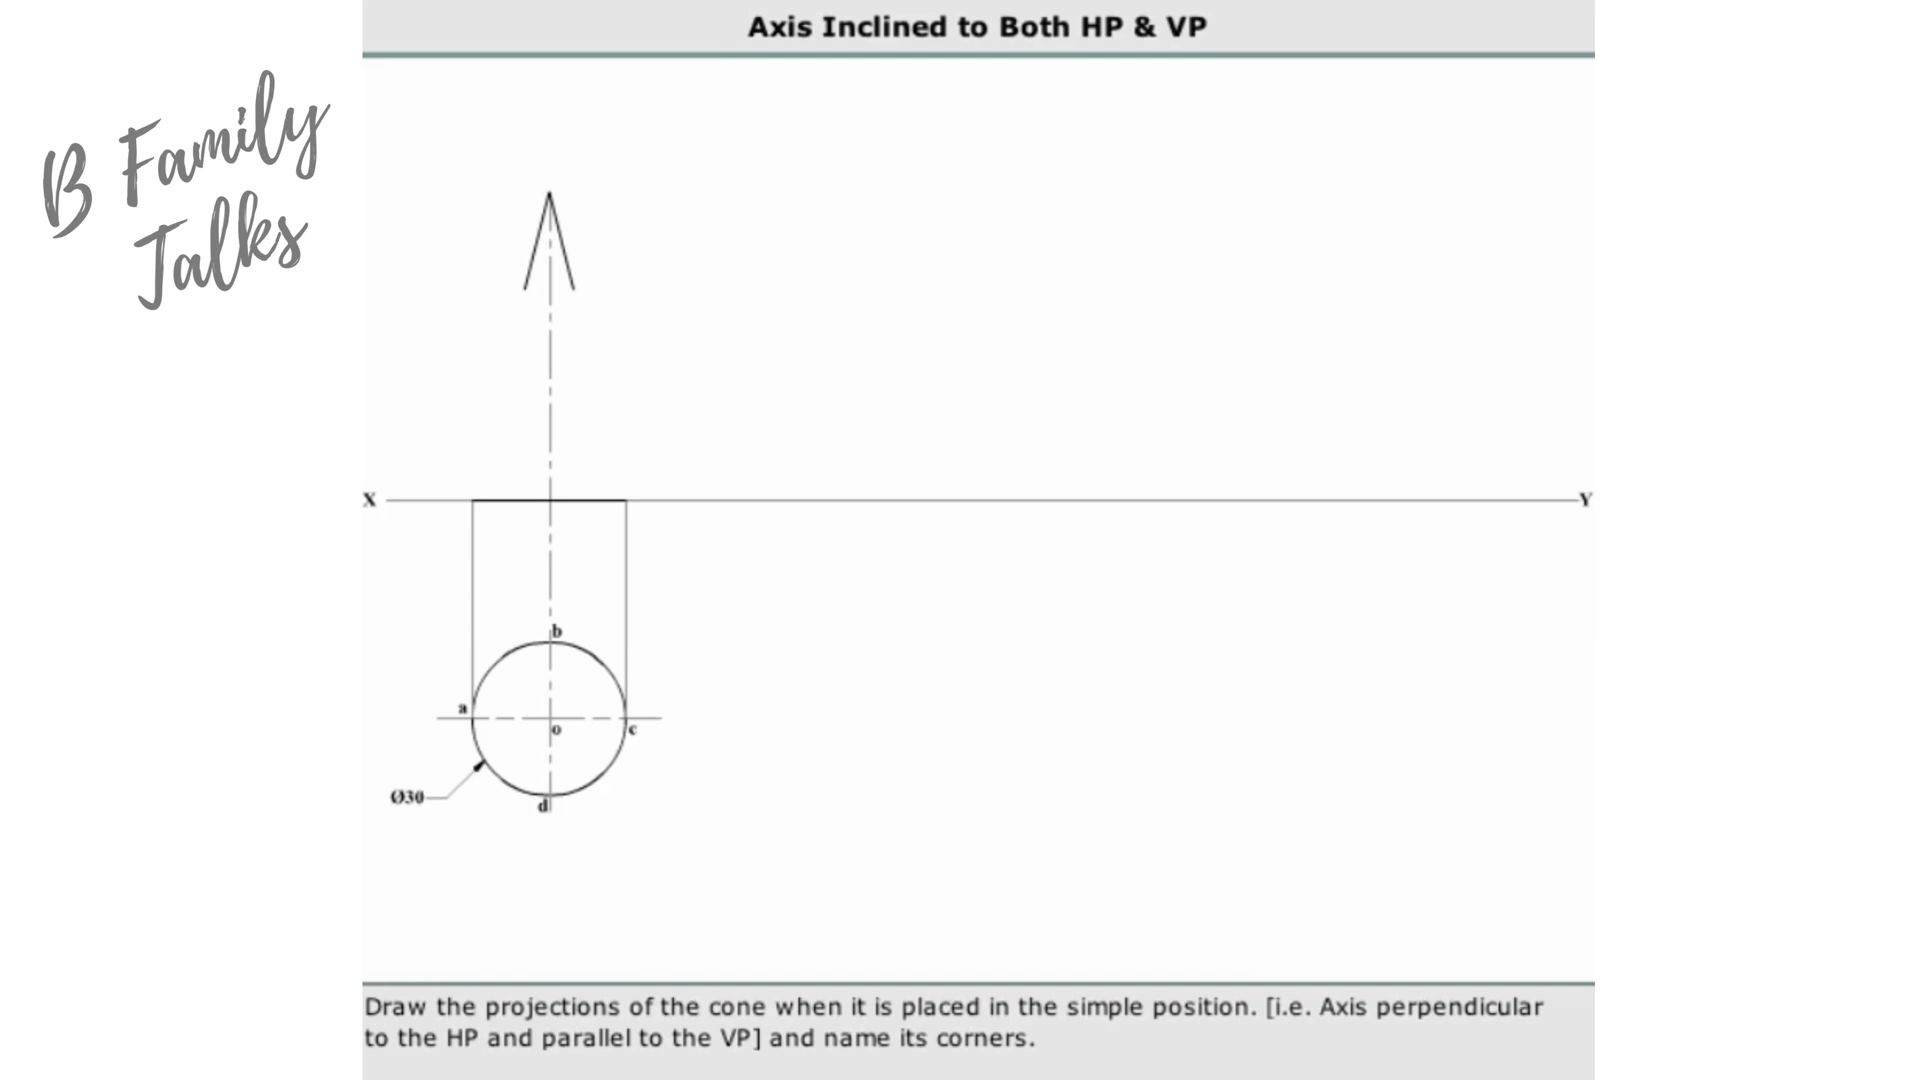 Axis Inclined to Both HP & VP
B Family
Talks
X
Y
b
a
o
c
Ø30
d
Draw the projections of the cone when it is placed in the simple position. [i.e. Axis perpendicular
to the HP and parallel to the VP] and name its corners.